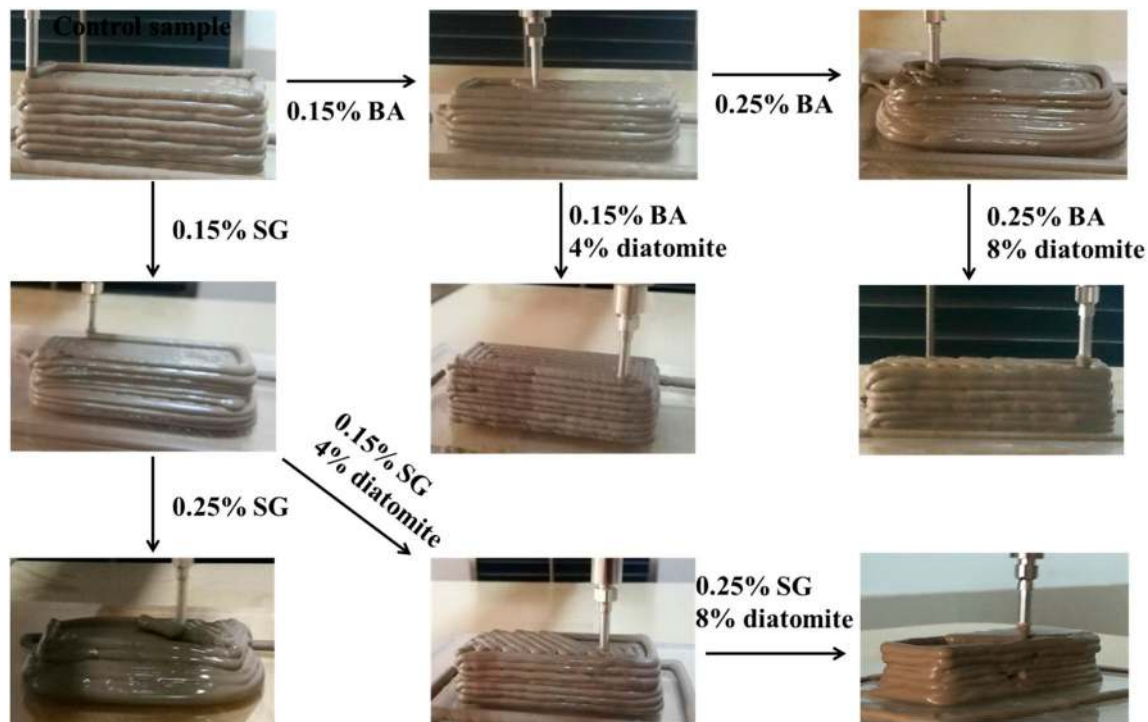 Control sample
0.15% BA
0.25% BA
0.15% SG
0.15% BA
4% diatomite
0.25% BA
8% diatomite
0.15% SG
4% diatomite
0.25% SG
0.25% SG
8% diatomite